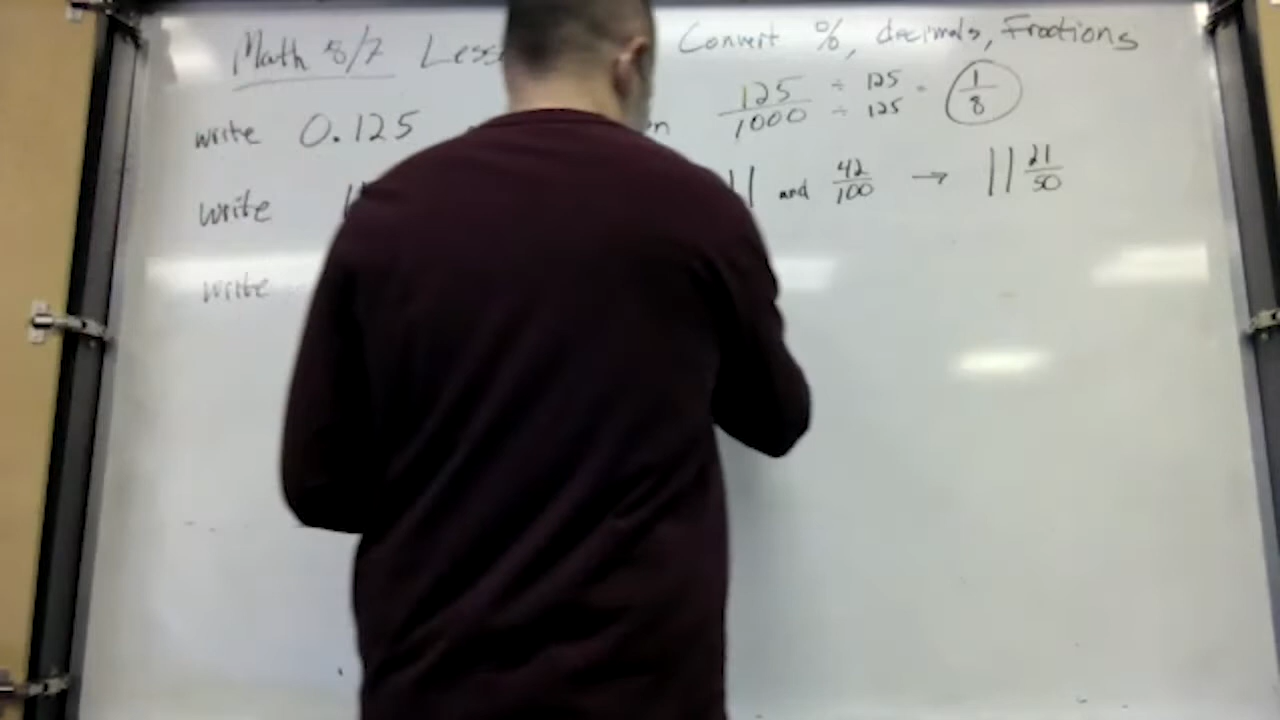 Math 8/7 Convert %, decimals, Fractions
write 0.125 125/1000 ÷ 125 ÷ 125 = 1/8
write 11 and 42/100 → 11 21/50
write